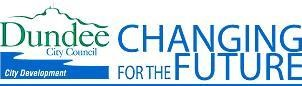 Dundee
City Council
City Development
CHANGING
FOR THE FUTURE